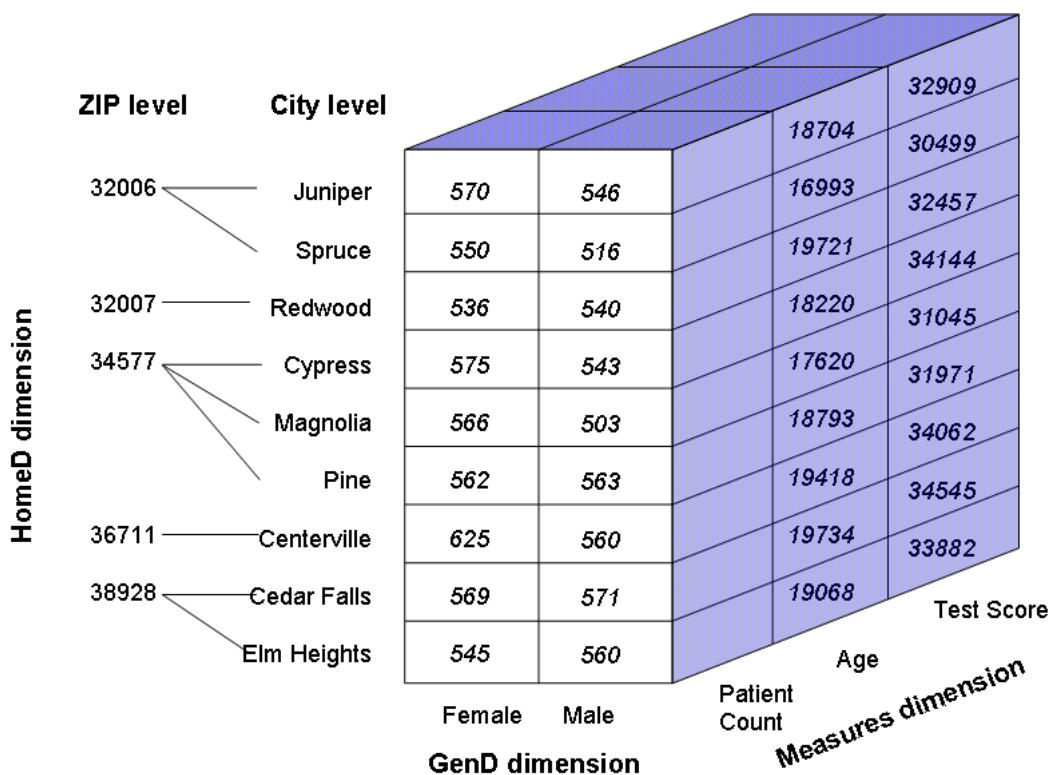 ZIP level
City level
32006
Juniper
570
546
Spruce
550
516
32007
Redwood
536
540
34577
Cypress
575
543
Magnolia
566
503
Pine
562
563
36711
Centerville
625
560
38928
Cedar Falls
569
571
Elm Heights
545
560
18704
16993
19721
18220
17620
18793
19418
19734
19068
32909
30499
32457
34144
31045
31971
34062
34545
33882
HomeD dimension
Female
Male
GenD dimension
Patient
Count
Age
Test Score
Measures dimension